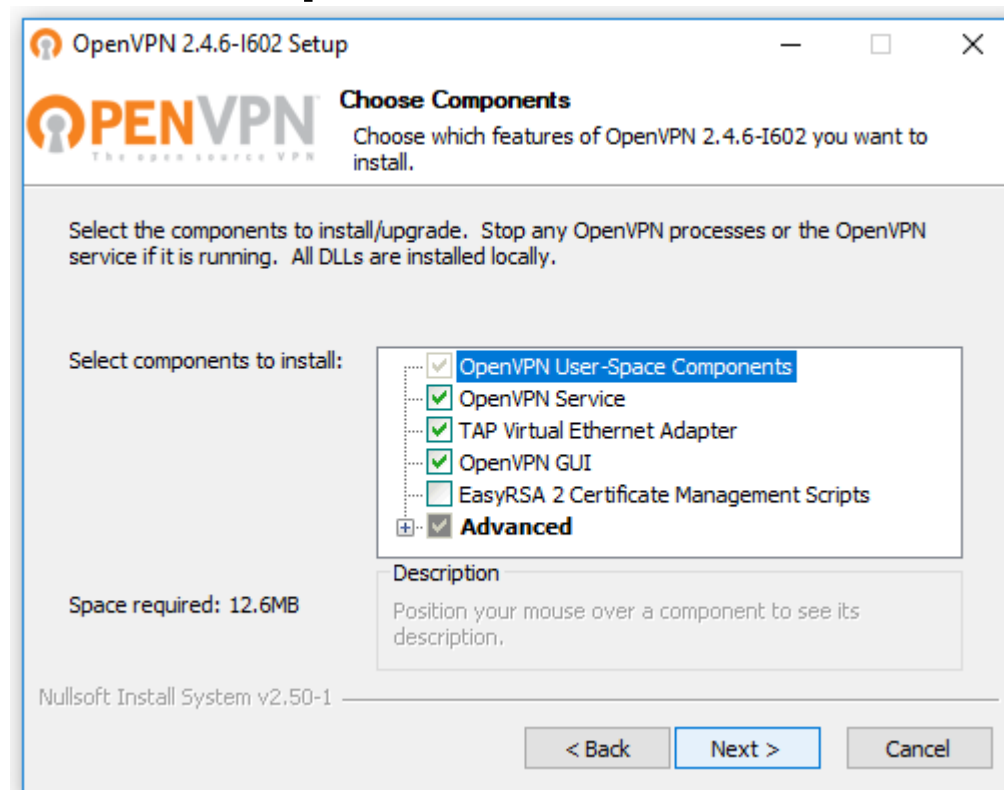 OpenVPN 2.4.6-I602 Setup
OPENVPN
The open source VPN
Choose Components
Choose which features of OpenVPN 2.4.6-I602 you want to
install.
Select the components to install/upgrade. Stop any OpenVPN processes or the OpenVPN
service if it is running. All DLLs are installed locally.
Select components to install:
OpenVPN User-Space Components
OpenVPN Service
TAP Virtual Ethernet Adapter
OpenVPN GUI
EasyRSA 2 Certificate Management Scripts
Advanced
Space required: 12.6MB
Description
Position your mouse over a component to see its
description.
Nullsoft Install System v2.50-1
< Back
Next >
Cancel